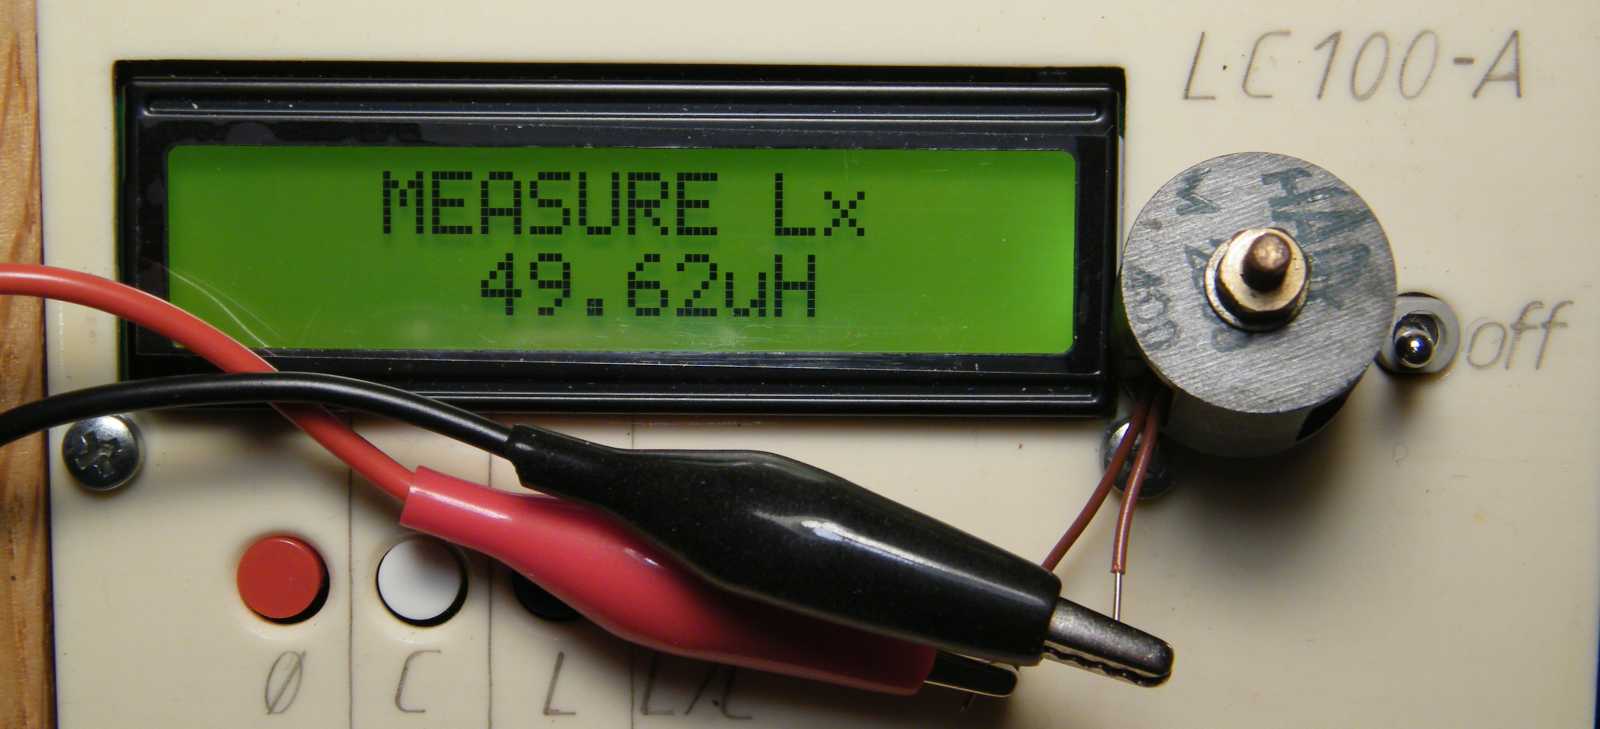 LC100-A
MEASURE Lx
49.62uH
off
Ø
C
L